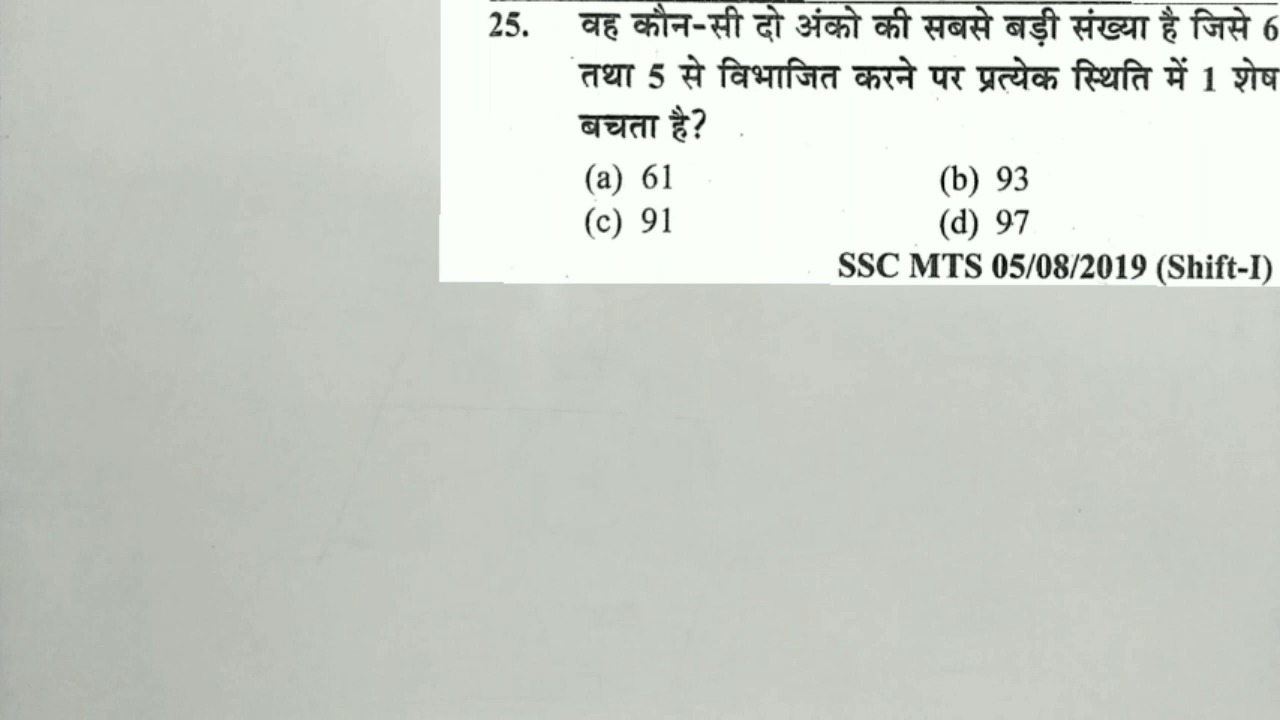 25. वह कौन-सी दो अंको की सबसे बड़ी संख्या है जिसे 6
तथा 5 से विभाजित करने पर प्रत्येक स्थिति में 1 शेष
बचता है?
(a) 61 (b) 93
(c) 91 (d) 97
SSC MTS 05/08/2019 (Shift-I)